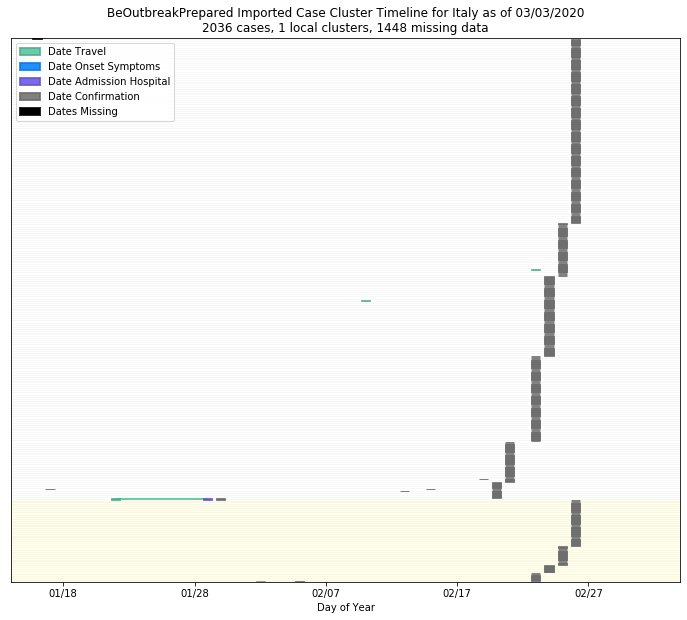 BeOutbreakPrepared Imported Case Cluster Timeline for Italy as of 03/03/2020
2036 cases, 1 local clusters, 1448 missing data
Date Travel
Date Onset Symptoms
Date Admission Hospital
Date Confirmation
Dates Missing
01/18 01/28 02/07 02/17 02/27
Day of Year